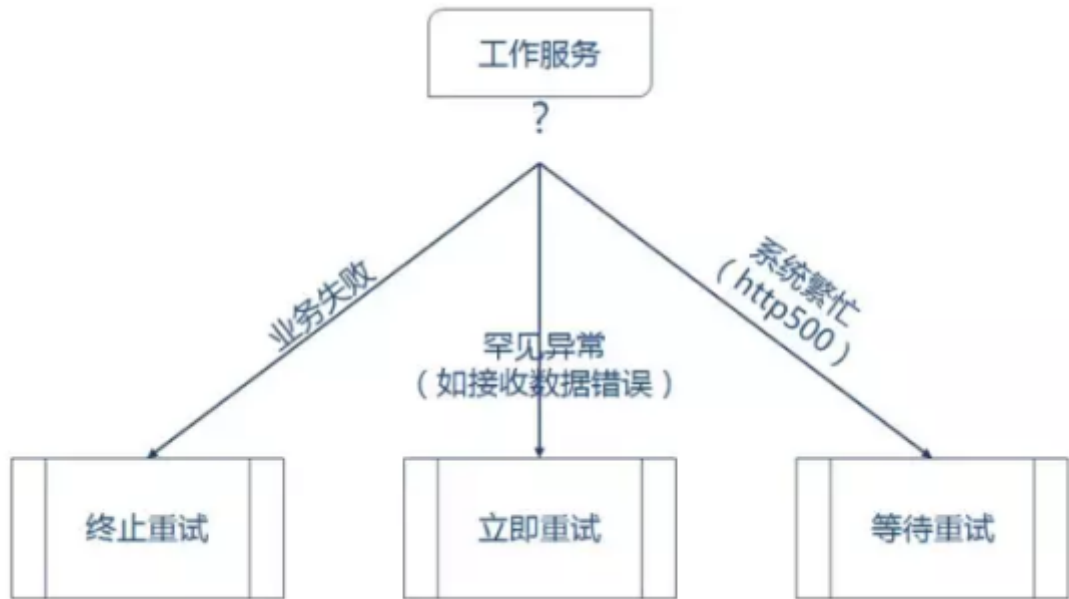 工作服务
?
业务失败
系统繁忙
（http500）
罕见异常
（如接收数据错误）
终止重试
立即重试
等待重试